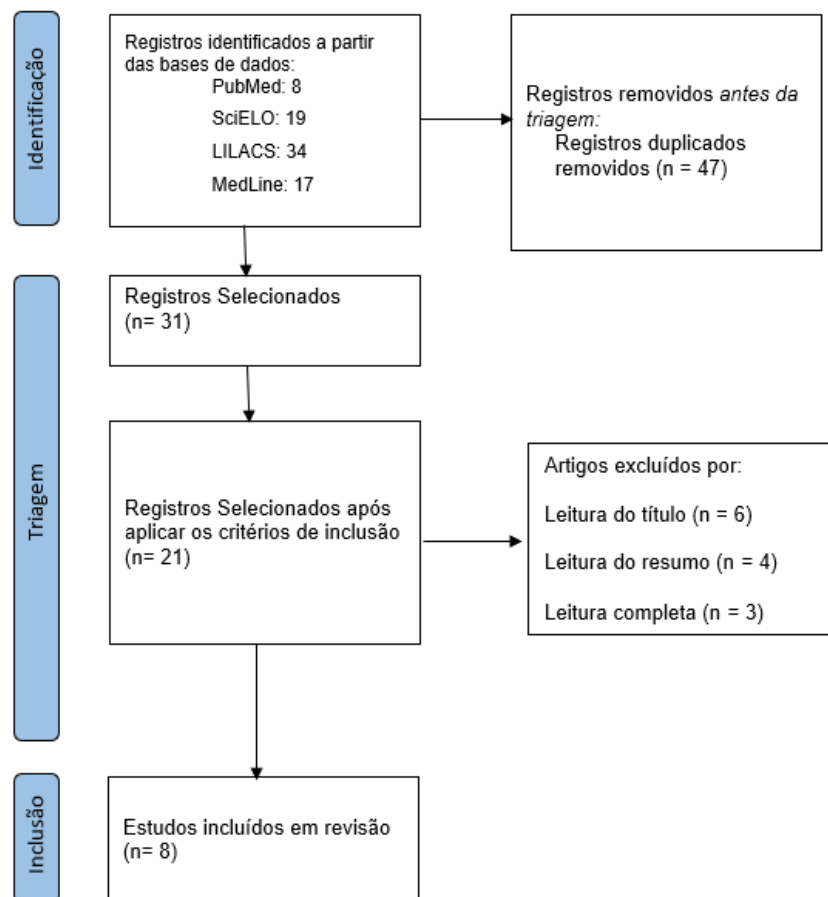 Identificação
Registros identificados a partir
das bases de dados:
PubMed: 8
SciELO: 19
LILACS: 34
MedLine: 17
Registros removidos antes da
triagem:
Registros duplicados
removidos (n = 47)
Triagem
Registros Selecionados
(n= 31)
Registros Selecionados após
aplicar os critérios de inclusão
(n= 21)
Artigos excluídos por:
Leitura do título (n = 6)
Leitura do resumo (n = 4)
Leitura completa (n = 3)
Inclusão
Estudos incluídos em revisão
(n= 8)